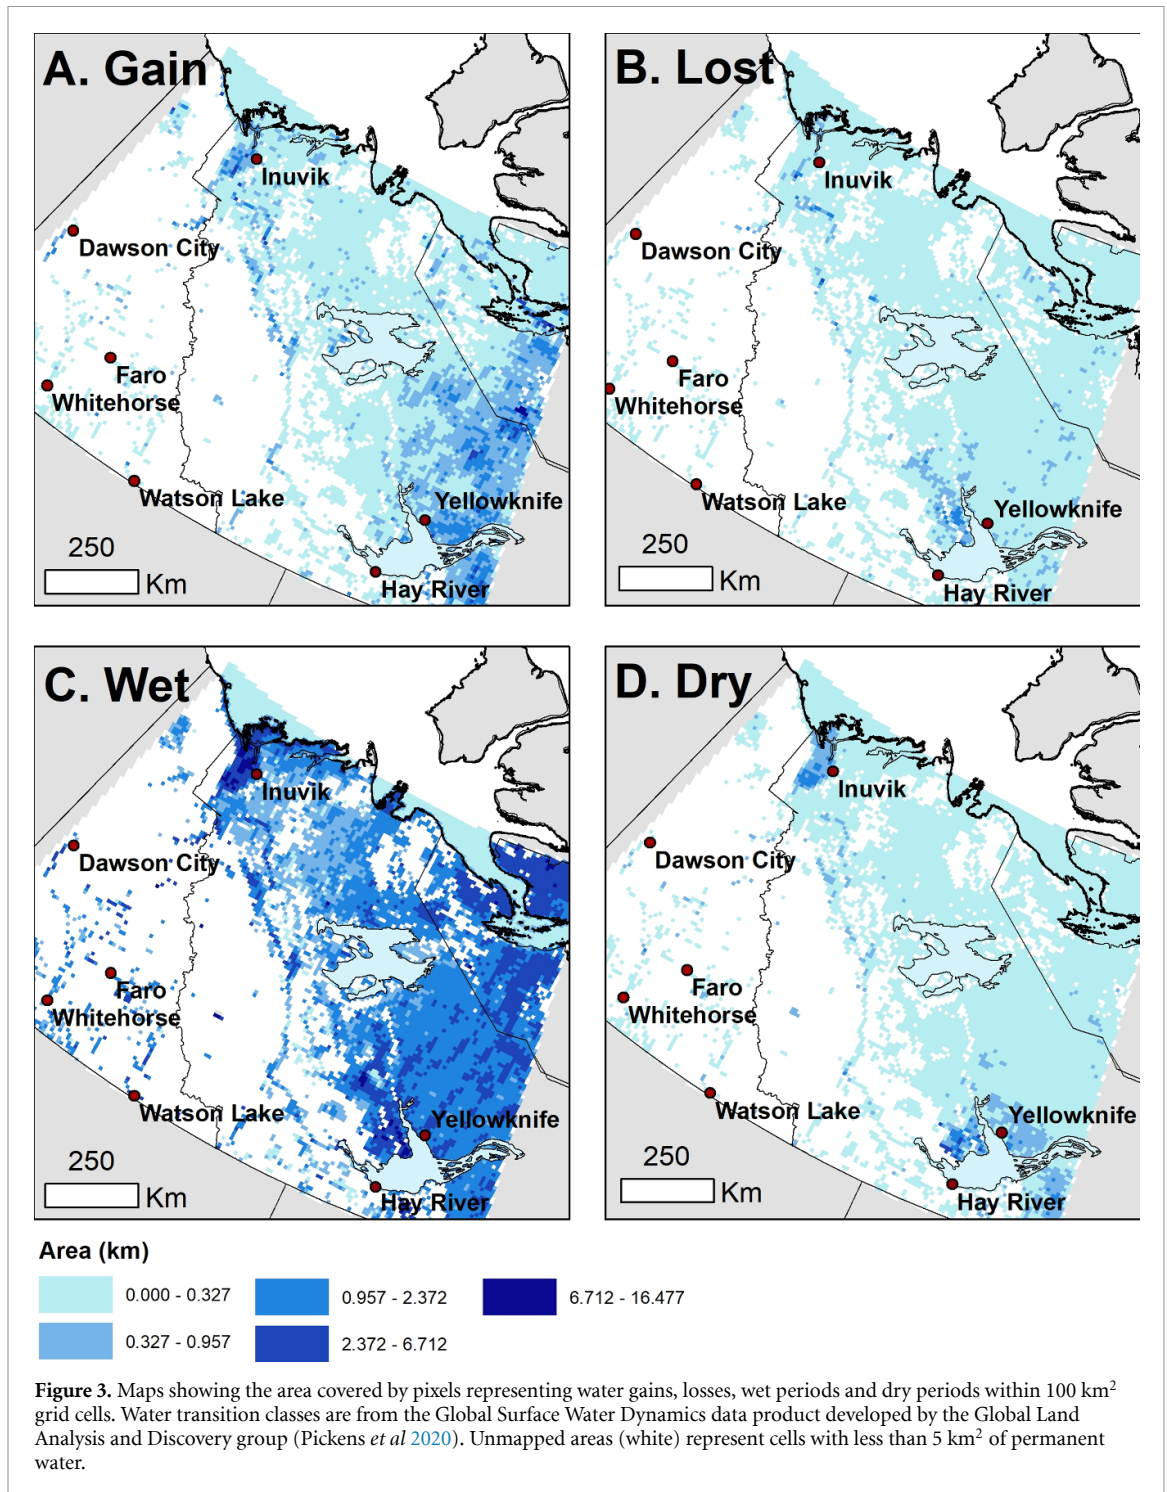 A. Gain
Inuvik
Dawson City
Faro
Whitehorse
Watson Lake
Yellowknife
Hay River
250
Km
B. Lost
Inuvik
Dawson City
Faro
Whitehorse
Watson Lake
Yellowknife
Hay River
250
Km
C. Wet
Inuvik
Dawson City
Faro
Whitehorse
Watson Lake
Yellowknife
Hay River
250
Km
D. Dry
Inuvik
Dawson City
Faro
Whitehorse
Watson Lake
Yellowknife
Hay River
250
Km
Area (km)
0.000 - 0.327
0.957 - 2.372
6.712 - 16.477
0.327 - 0.957
2.372 - 6.712
Figure 3. Maps showing the area covered by pixels representing water gains, losses, wet periods and dry periods within 100 km²
grid cells. Water transition classes are from the Global Surface Water Dynamics data product developed by the Global Land
Analysis and Discovery group (Pickens et al 2020). Unmapped areas (white) represent cells with less than 5 km² of permanent
water.